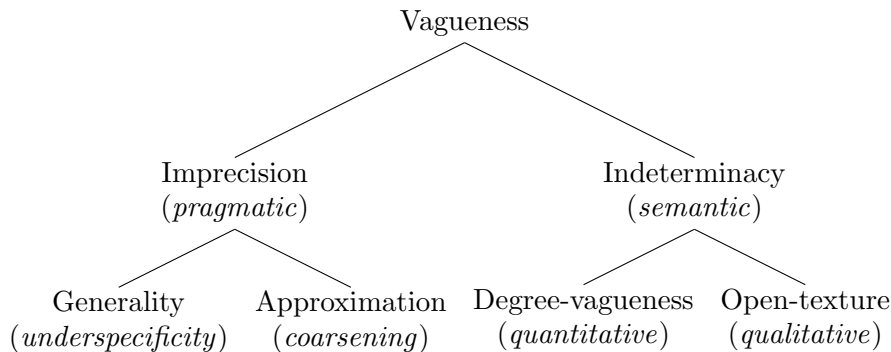 Vagueness
Imprecision
(pragmatic)
Indeterminacy
(semantic)
Generality
(underspecificity)
Approximation
(coarsening)
Degree-vagueness
(quantitative)
Open-texture
(qualitative)